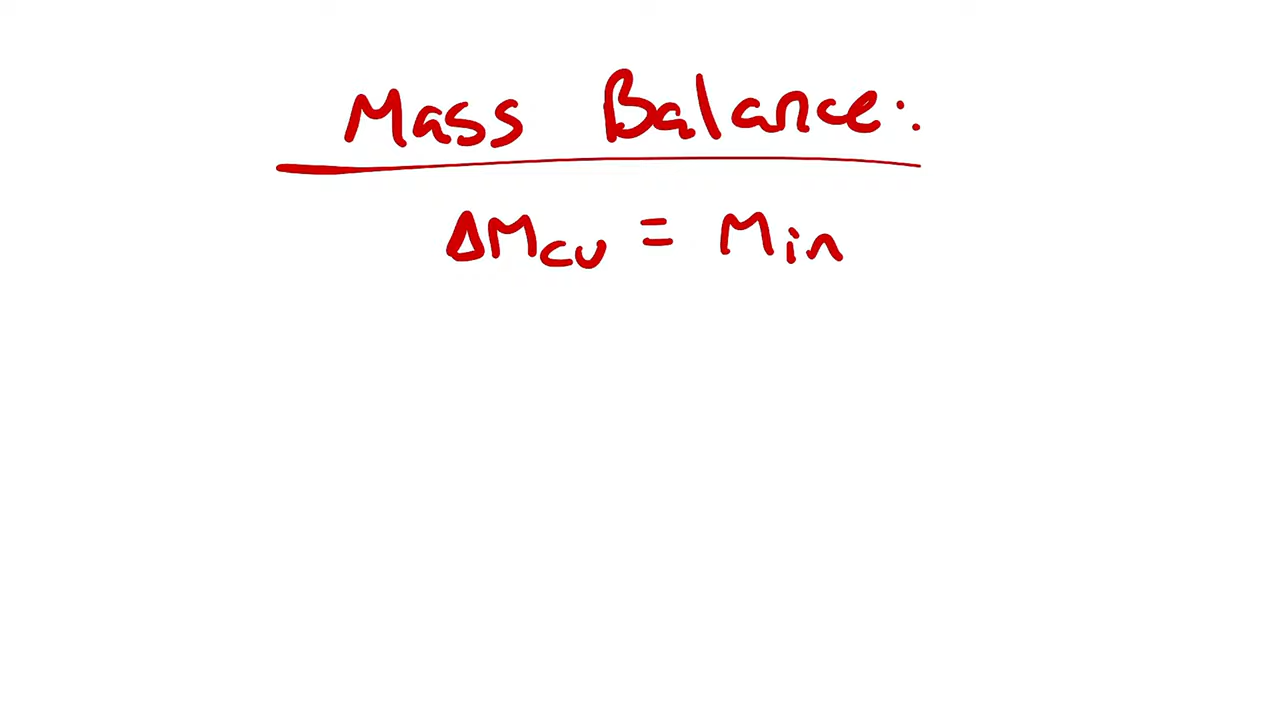 Mass Balance:
ΔMcv = Min